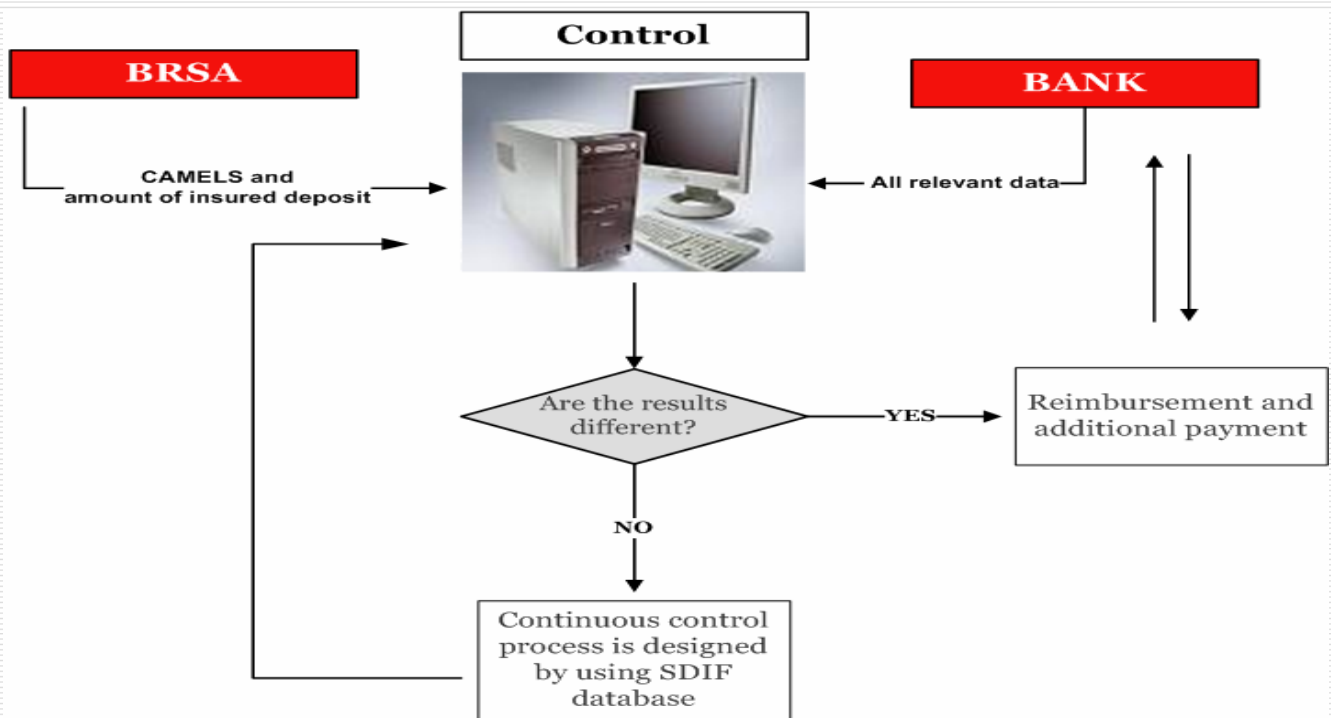 Control
BRSA
BANK
CAMELS and
amount of insured deposit
All relevant data
Are the results
different?
YES
Reimbursement and
additional payment
NO
Continuous control
process is designed
by using SDIF
database